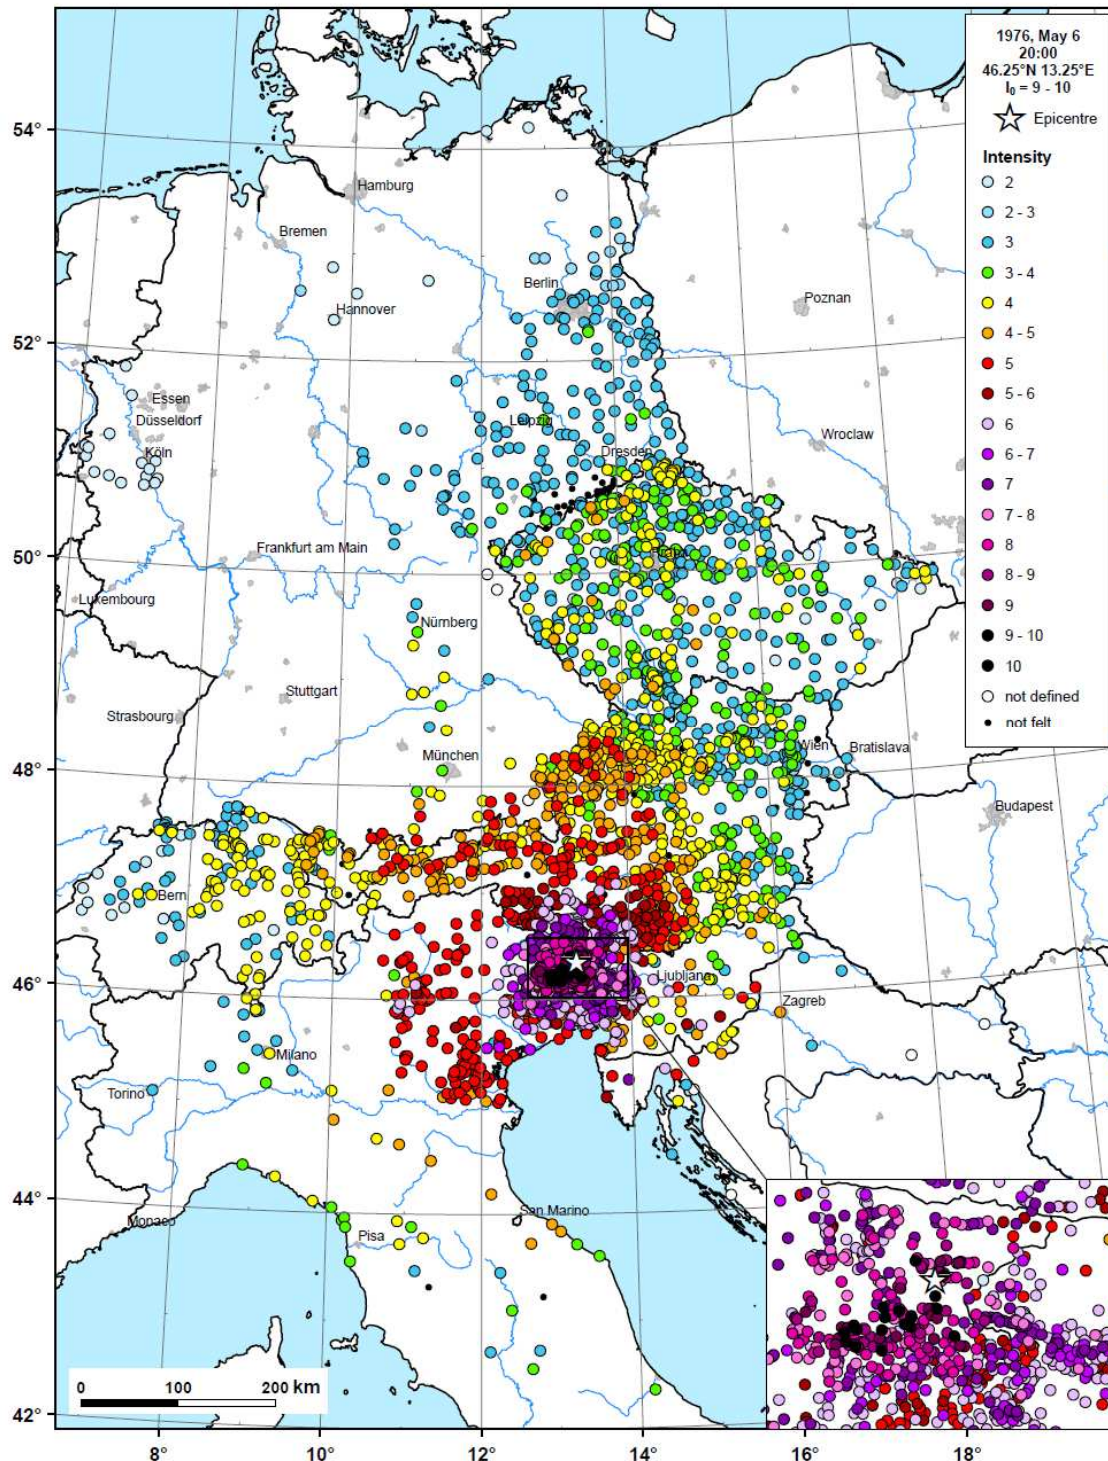 1976, May 6
20:00
46.25°N 13.25°E
I₀ = 9 - 10
Epicentre
Intensity
2
2 - 3
3
3 - 4
4
4 - 5
5
5 - 6
6
6 - 7
7
7 - 8
8
8 - 9
9
9 - 10
10
not defined
not felt
54°
Hamburg
Bremen
Berlin
Hannover
Poznan
52°
Essen
Düsseldorf
Leipzig
Köln
Dresden
Wroclaw
50°
Frankfurt am Main
Luxembourg
Nürnberg
Stuttgart
Strasbourg
Wien
Bratislava
48°
München
Budapest
Bern
46°
Ljubljana
Zagreb
Milano
Torino
44°
San Marino
Monaco
Pisa
0 100 200 km
42°
8° 10° 12° 14° 16° 18°